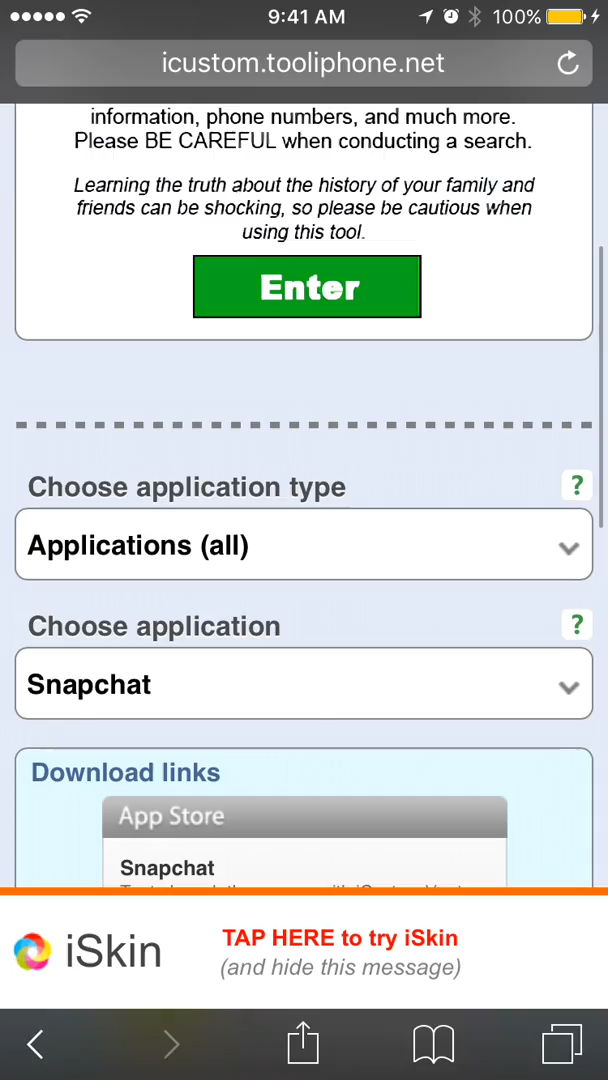 9:41 AM
100%
icustom.tooliphone.net
information, phone numbers, and much more.
Please BE CAREFUL when conducting a search.
Learning the truth about the history of your family and
friends can be shocking, so please be cautious when
using this tool.
Enter
Choose application type ?
Applications (all)
Choose application ?
Snapchat
Download links
App Store
Snapchat
iSkin
TAP HERE to try iSkin
(and hide this message)